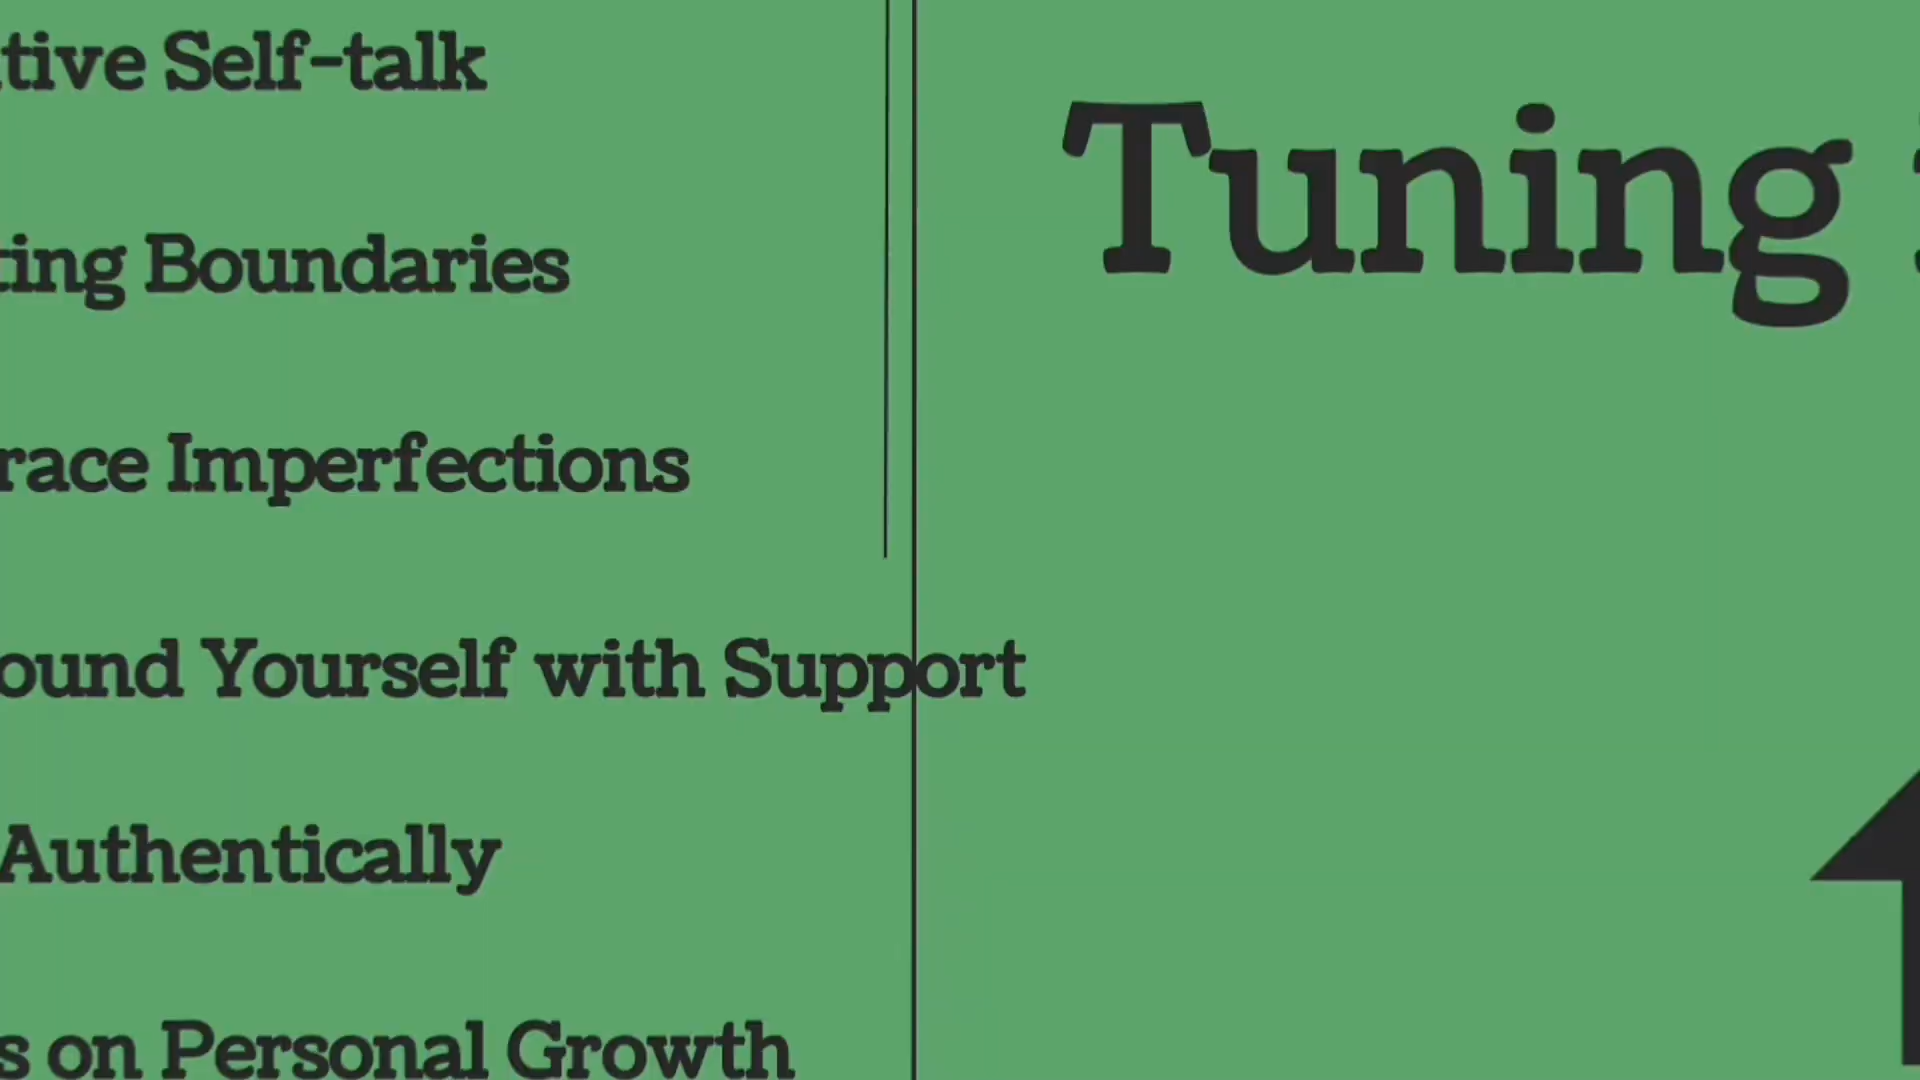 tive Self-talk
ting Boundaries
race Imperfections
ound Yourself with Support
Authentically
s on Personal Growth
Tuning